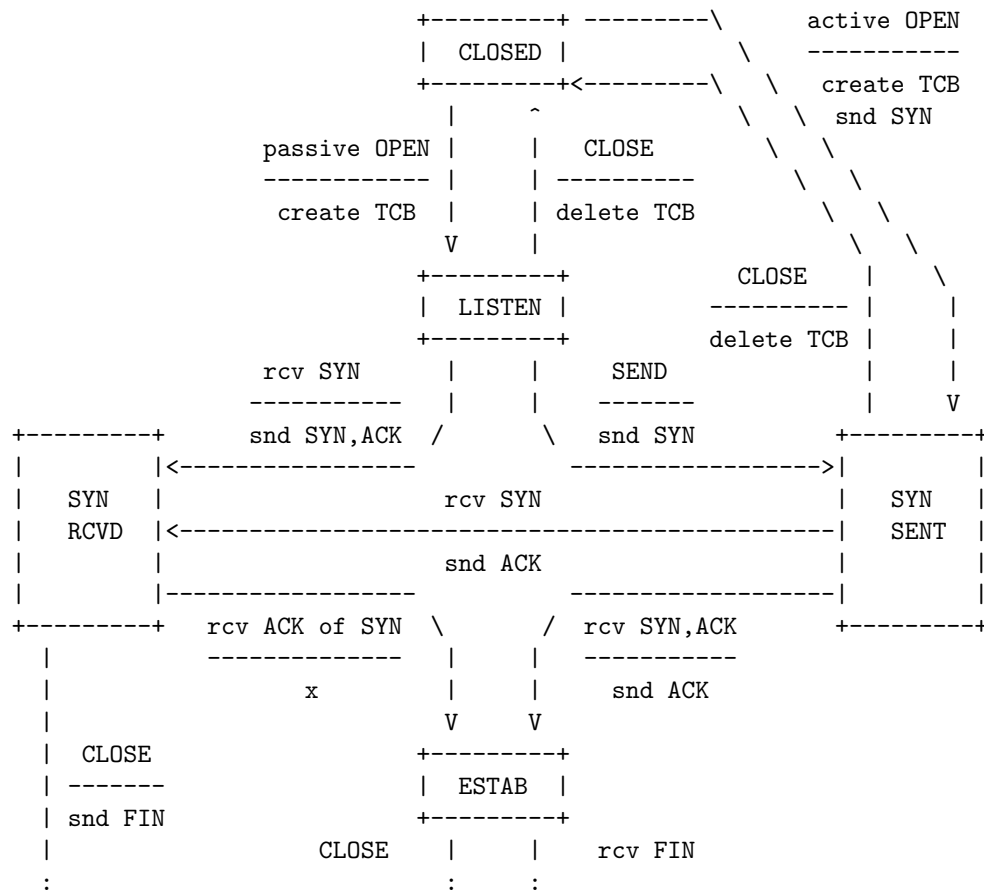 +---------+ ---------\      active OPEN
                              |  CLOSED |            \    -----------
                              +---------+<---------\   \   create TCB
                                |     ^              \   \  snd SYN
                   passive OPEN |     |   CLOSE        \   \
                   ------------ |     | ----------       \   \
                    create TCB  |     | delete TCB         \   \
                                V     |                      \   \
                              +---------+            CLOSE    |    \
                              |  LISTEN |          ---------- |     |
                              +---------+          delete TCB |     |
                   rcv SYN      |     |     SEND              |     |
                  -----------   |     |    -------            |     V
 +---------+      snd SYN,ACK  /       \   snd SYN          +---------+
 |         |<-----------------           ------------------>|         |
 |   SYN   |                    rcv SYN                     |   SYN   |
 |   RCVD  |<-----------------------------------------------|   SENT  |
 |         |                    snd ACK                     |         |
 |         |------------------           -------------------|         |
 +---------+   rcv ACK of SYN  \       /  rcv SYN,ACK       +---------+
   |           --------------   |     |   -----------
   |                  x         |     |     snd ACK
   |                            V     V
   |  CLOSE                   +---------+
   | -------                  |  ESTAB  |
   | snd FIN                  +---------+
   |                   CLOSE    |     |    rcv FIN
   :                            :     :